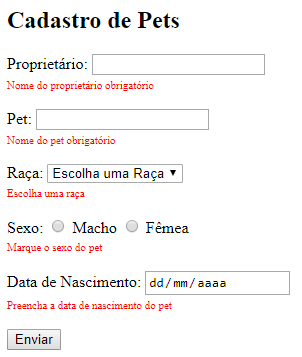 Cadastro de Pets
Proprietário:
Nome do proprietário obrigatório
Pet:
Nome do pet obrigatório
Raça: Escolha uma Raça
Escolha uma raça
Sexo: Macho Fêmea
Marque o sexo do pet
Data de Nascimento: dd/mm/aaaa
Preencha a data de nascimento do pet
Enviar